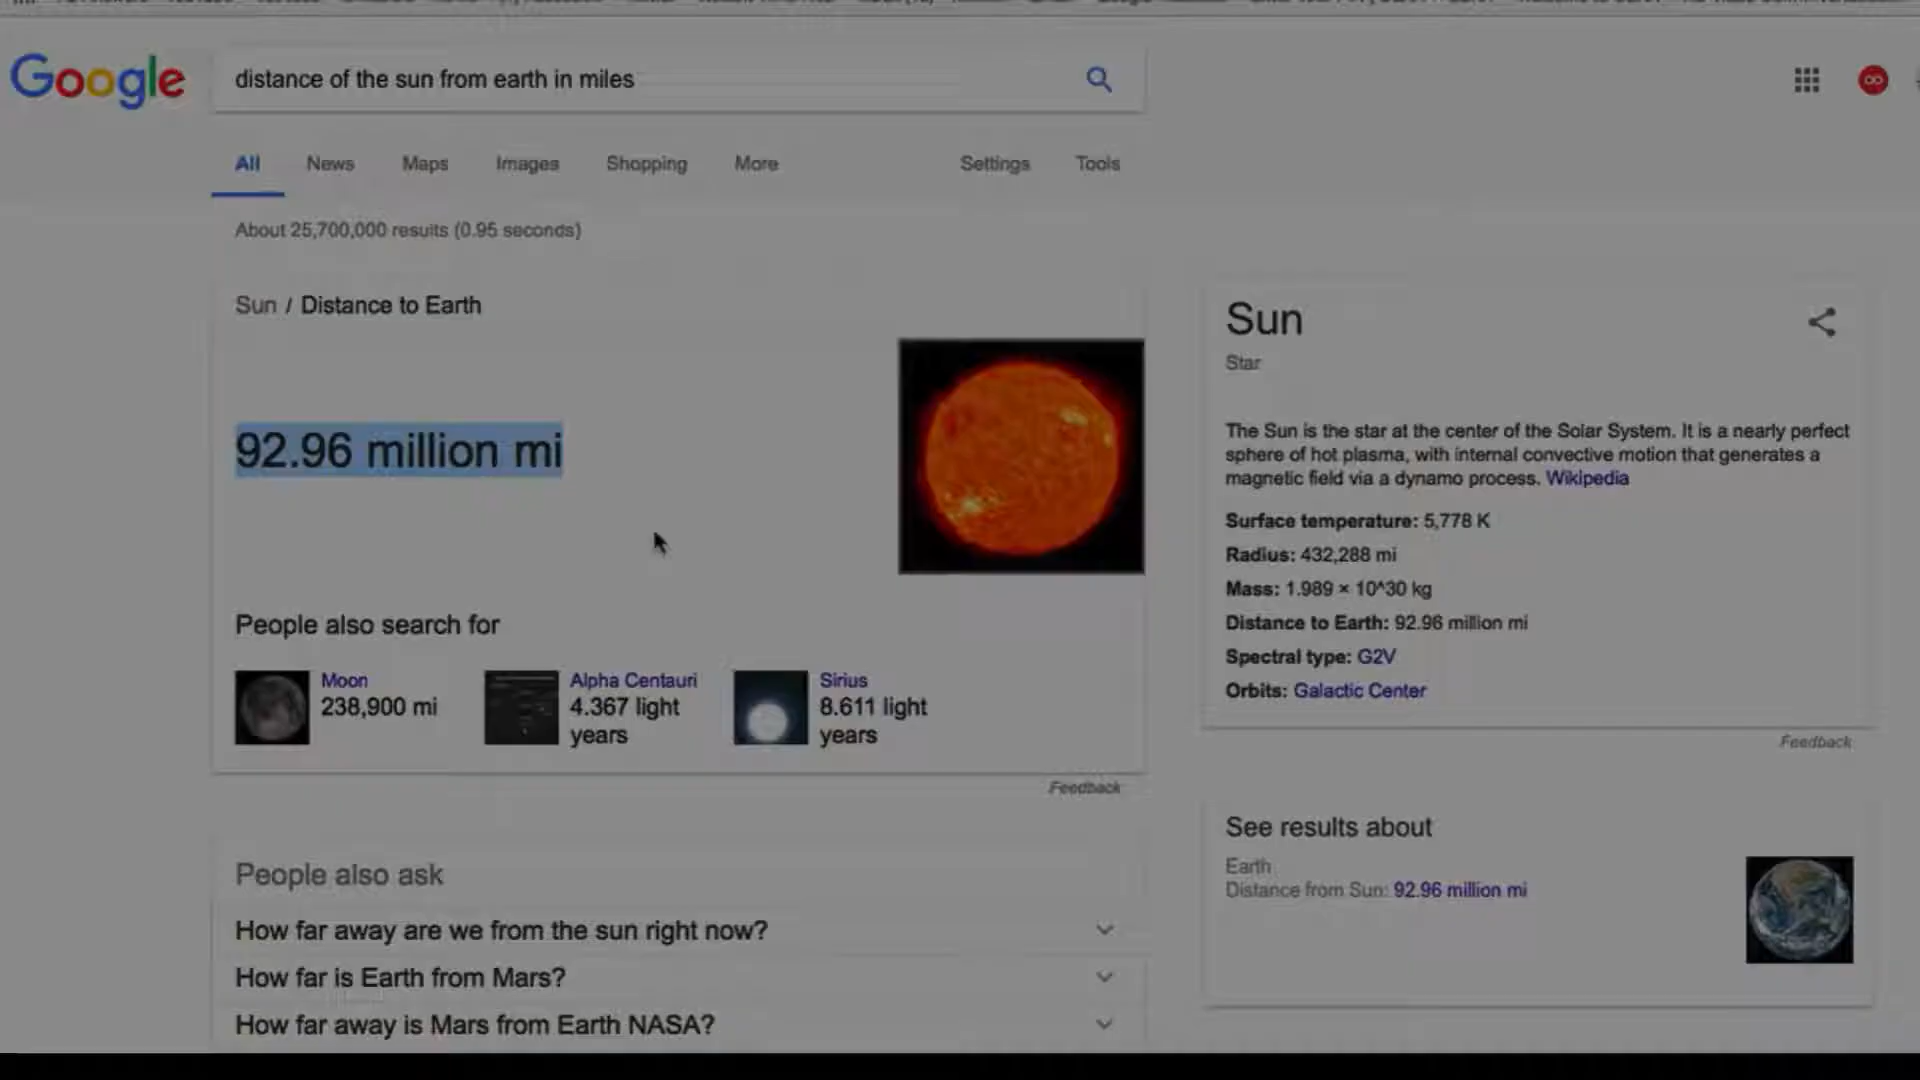 Google
distance of the sun from earth in miles
All News Maps Images Shopping More Settings Tools
About 25,700,000 results (0.95 seconds)
Sun / Distance to Earth
92.96 million mi
People also search for
Moon
238,900 mi
Alpha Centauri
4.367 light
years
Sirius
8.611 light
years
Feedback
People also ask
How far away are we from the sun right now?
How far is Earth from Mars?
How far away is Mars from Earth NASA?
Sun
Star
The Sun is the star at the center of the Solar System. It is a nearly perfect
sphere of hot plasma, with internal convective motion that generates a
magnetic field via a dynamo process. Wikipedia
Surface temperature: 5,778 K
Radius: 432,288 mi
Mass: 1.989 × 10^30 kg
Distance to Earth: 92.96 million mi
Spectral type: G2V
Orbits: Galactic Center
Feedback
See results about
Earth
Distance from Sun: 92.96 million mi